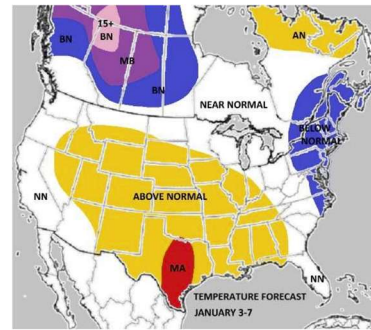 15+
BN
AN
BN
MB
BN
NEAR NORMAL
BELOW
NORMAL
NN
ABOVE NORMAL
MA
NN
TEMPERATURE FORECAST
JANUARY 3-7